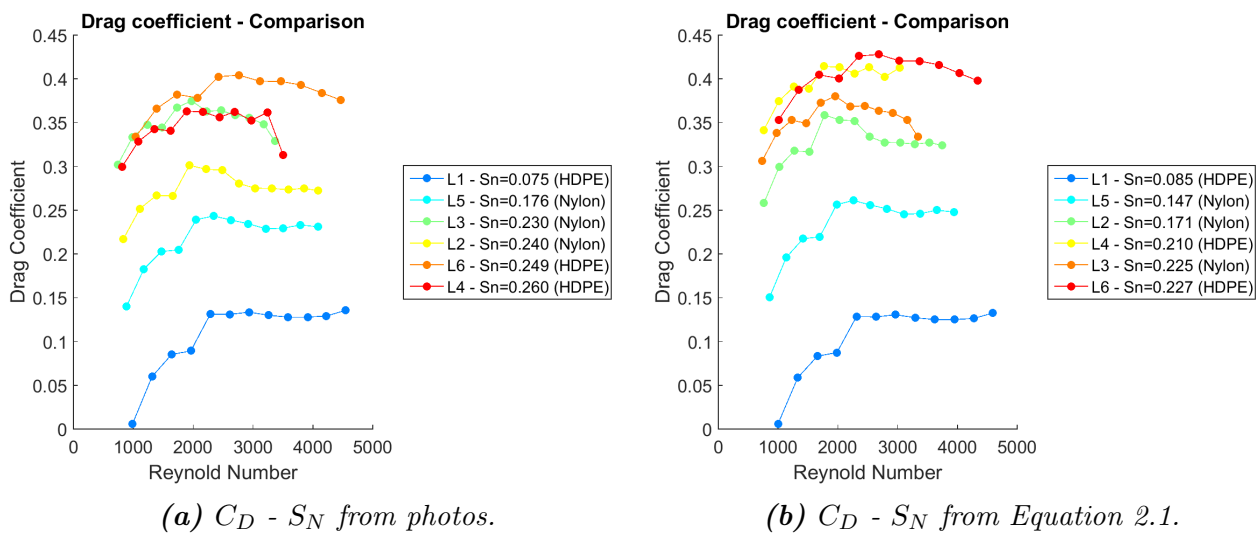 Drag coefficient - Comparison
0.45
0.4
0.35
0.3
0.25
0.2
0.15
0.1
0.05
0
Drag Coefficient
1000 2000 3000 4000 5000
Reynold Number
L1 - Sn=0.075 (HDPE)
L5 - Sn=0.176 (Nylon)
L3 - Sn=0.230 (Nylon)
L2 - Sn=0.240 (Nylon)
L6 - Sn=0.249 (HDPE)
L4 - Sn=0.260 (HDPE)
(a) C_D - S_N from photos.
Drag coefficient - Comparison
0.45
0.4
0.35
0.3
0.25
0.2
0.15
0.1
0.05
0
Drag Coefficient
0 1000 2000 3000 4000 5000
Reynold Number
L1 - Sn=0.085 (HDPE)
L5 - Sn=0.147 (Nylon)
L2 - Sn=0.171 (Nylon)
L4 - Sn=0.210 (HDPE)
L3 - Sn=0.225 (Nylon)
L6 - Sn=0.227 (HDPE)
(b) C_D - S_N from Equation 2.1.